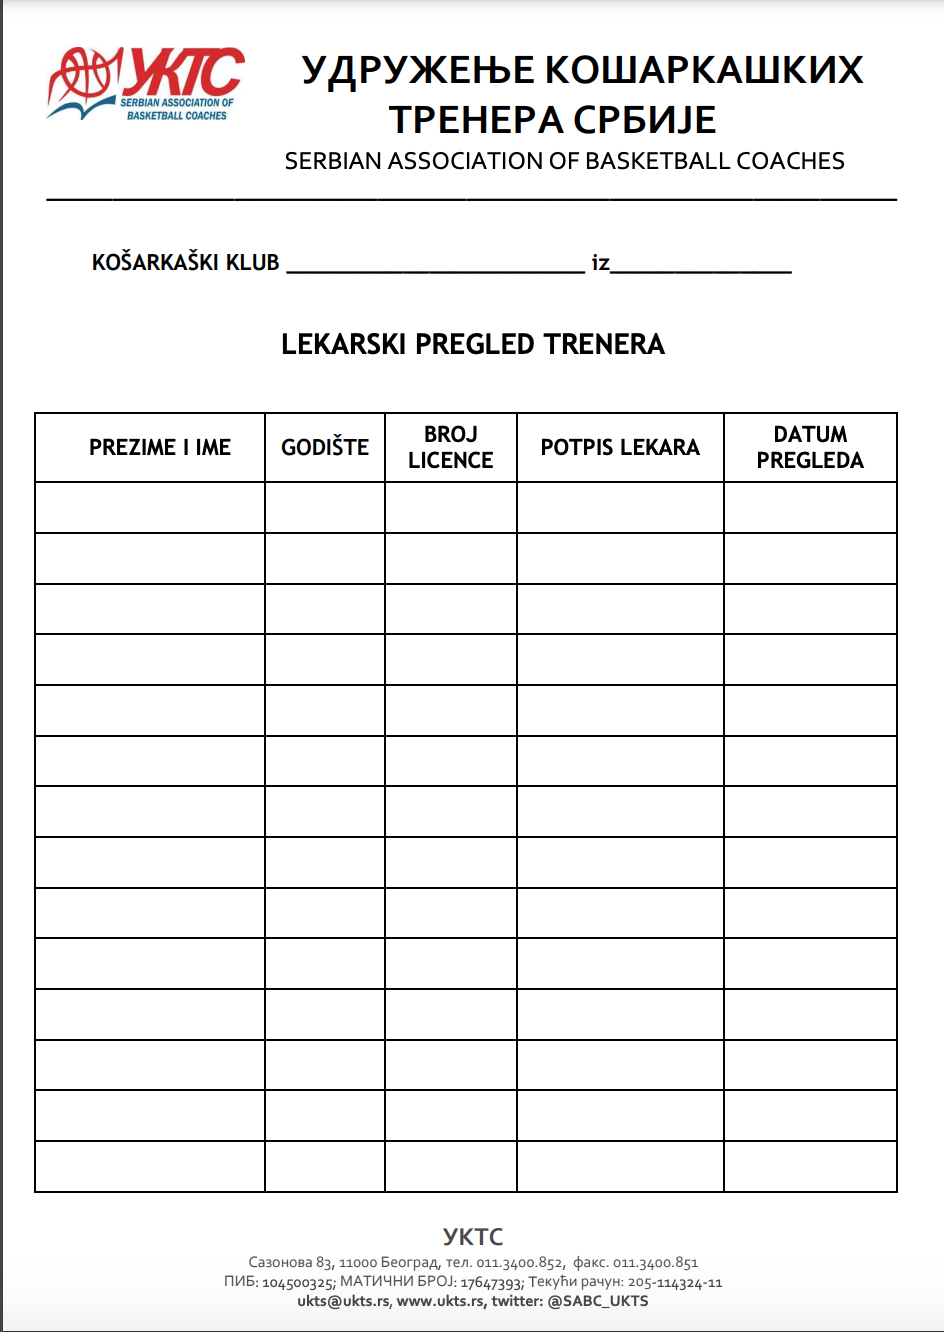 УКТС
SERBIAN ASSOCIATION OF
BASKETBALL COACHES
УДРУЖЕЊЕ КОШАРКАШКИХ
ТРЕНЕРА СРБИЈЕ
SERBIAN ASSOCIATION OF BASKETBALL COACHES
KOŠARKAŠKI KLUB _______________________ iz______________
LEKARSKI PREGLED TRENERA
PREZIME I IME GODIŠTE BROJ LICENCE POTPIS LEKARA DATUM PREGLEDA
УКТС
Сазонова 83, 11000 Београд, тел. 011.3400.852, факс. 011.3400.851
ПИБ: 104500325; МАТИЧНИ БРОЈ: 17647393; Текући рачун: 205-114324-11
ukts@ukts.rs, www.ukts.rs, twitter: @SABC_UKTS